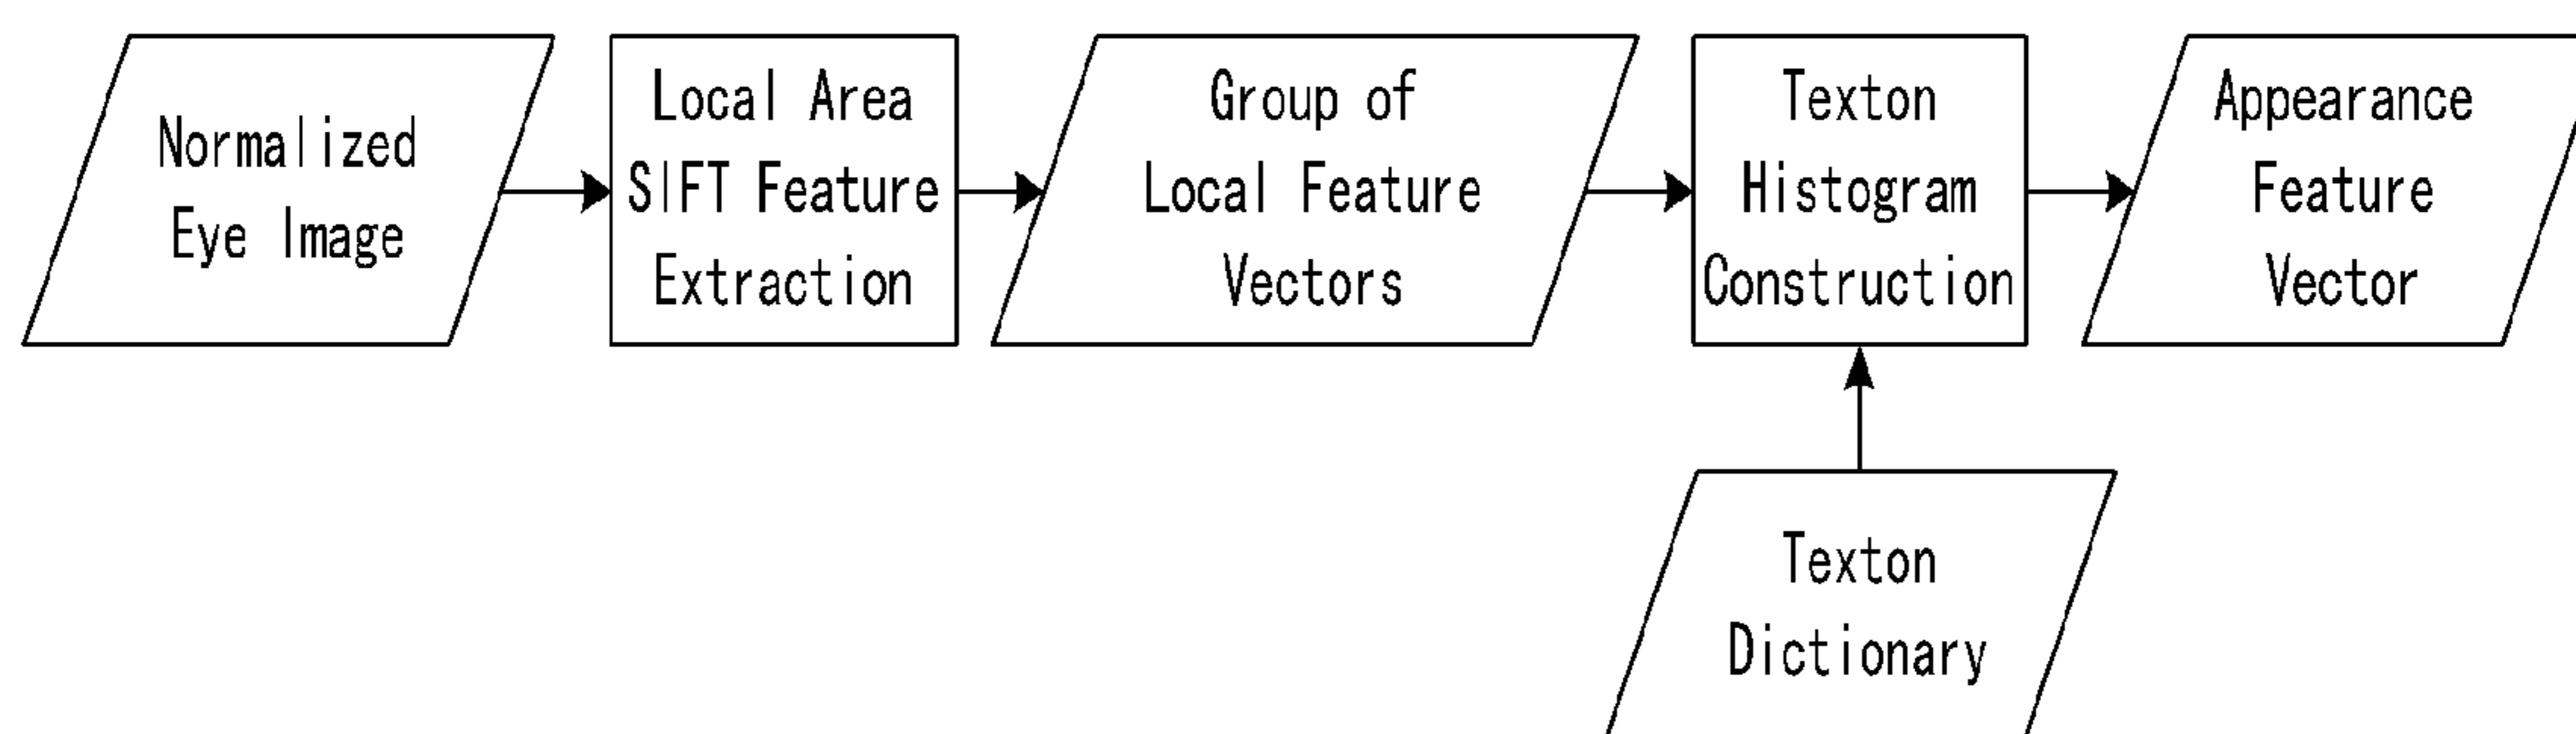 Normalized
Eye Image
Local Area
SIFT Feature
Extraction
Group of
Local Feature
Vectors
Texton
Histogram
Construction
Appearance
Feature
Vector
Texton
Dictionary